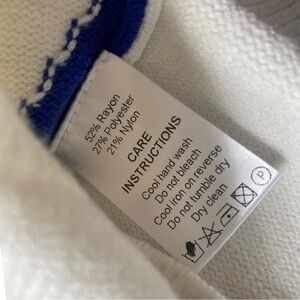 52% Rayon
27% Polyester
21% Nylon
CARE
INSTRUCTIONS
Cool hand wash
Do not bleach
Cool iron on reverse
Do not tumble dry
Dry clean
P